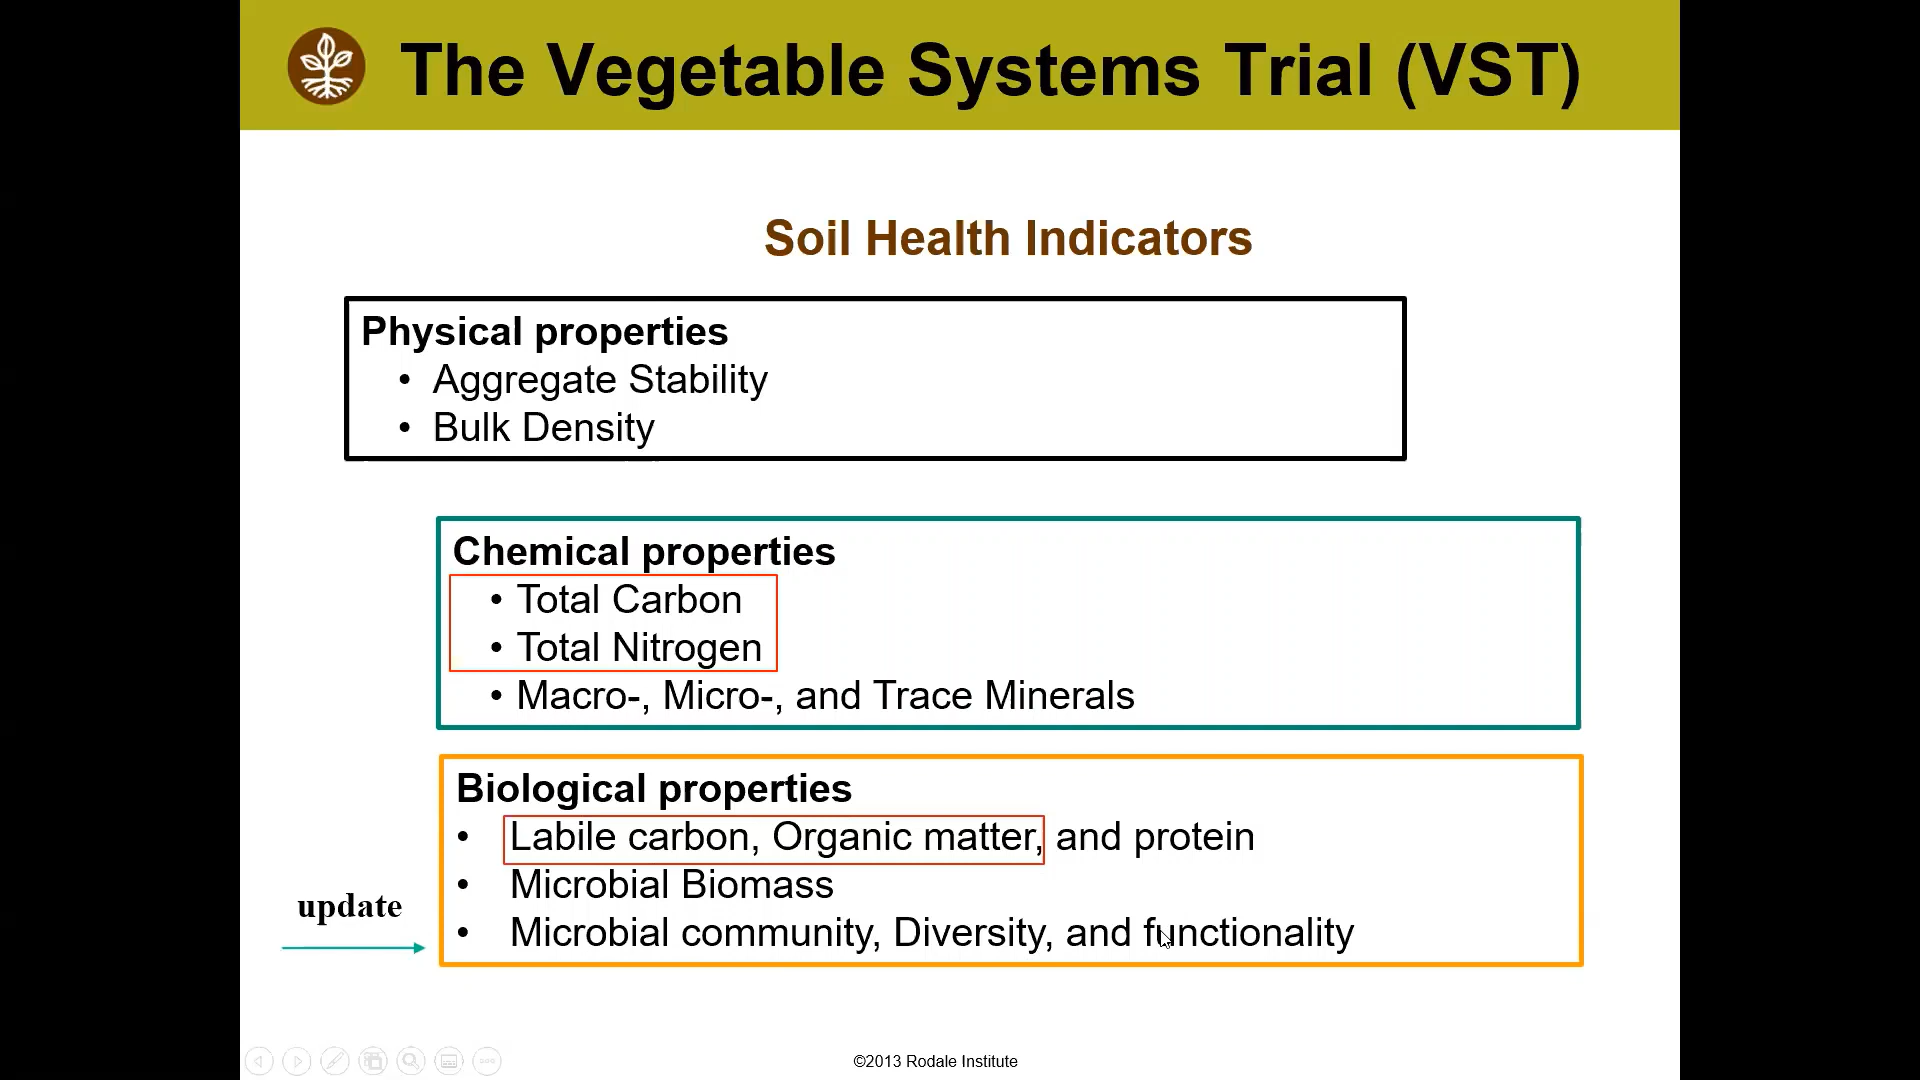 The Vegetable Systems Trial (VST)
Soil Health Indicators
Physical properties
• Aggregate Stability
• Bulk Density
Chemical properties
• Total Carbon
• Total Nitrogen
• Macro-, Micro-, and Trace Minerals
Biological properties
• Labile carbon, Organic matter, and protein
• Microbial Biomass
update
• Microbial community, Diversity, and functionality
©2013 Rodale Institute